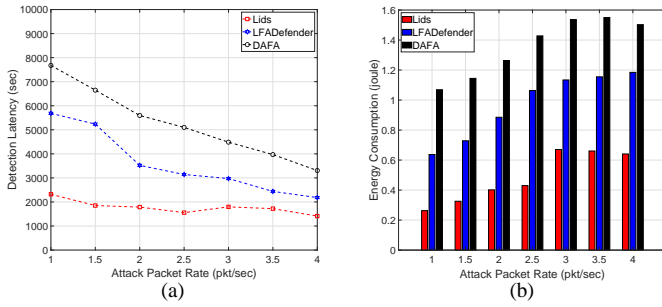 10000
9000
8000
7000
6000
5000
4000
3000
2000
1000
0
Detection Latency (sec)
Lids
LFADefender
DAFA
1 1.5 2 2.5 3 3.5 4
Attack Packet Rate (pkt/sec)
(a)
1.6
1.4
1.2
1
0.8
0.6
0.4
0.2
0
Energy Consumption (joule)
Lids
LFADefender
DAFA
1 1.5 2 2.5 3 3.5 4
Attack Packet Rate (pkt/sec)
(b)